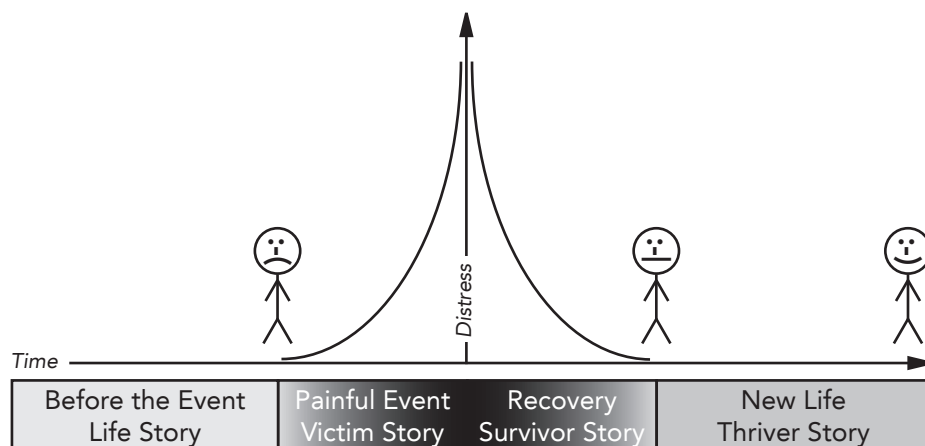 Distress
Time
Before the Event
Life Story
Painful Event
Victim Story
Recovery
Survivor Story
New Life
Thriver Story